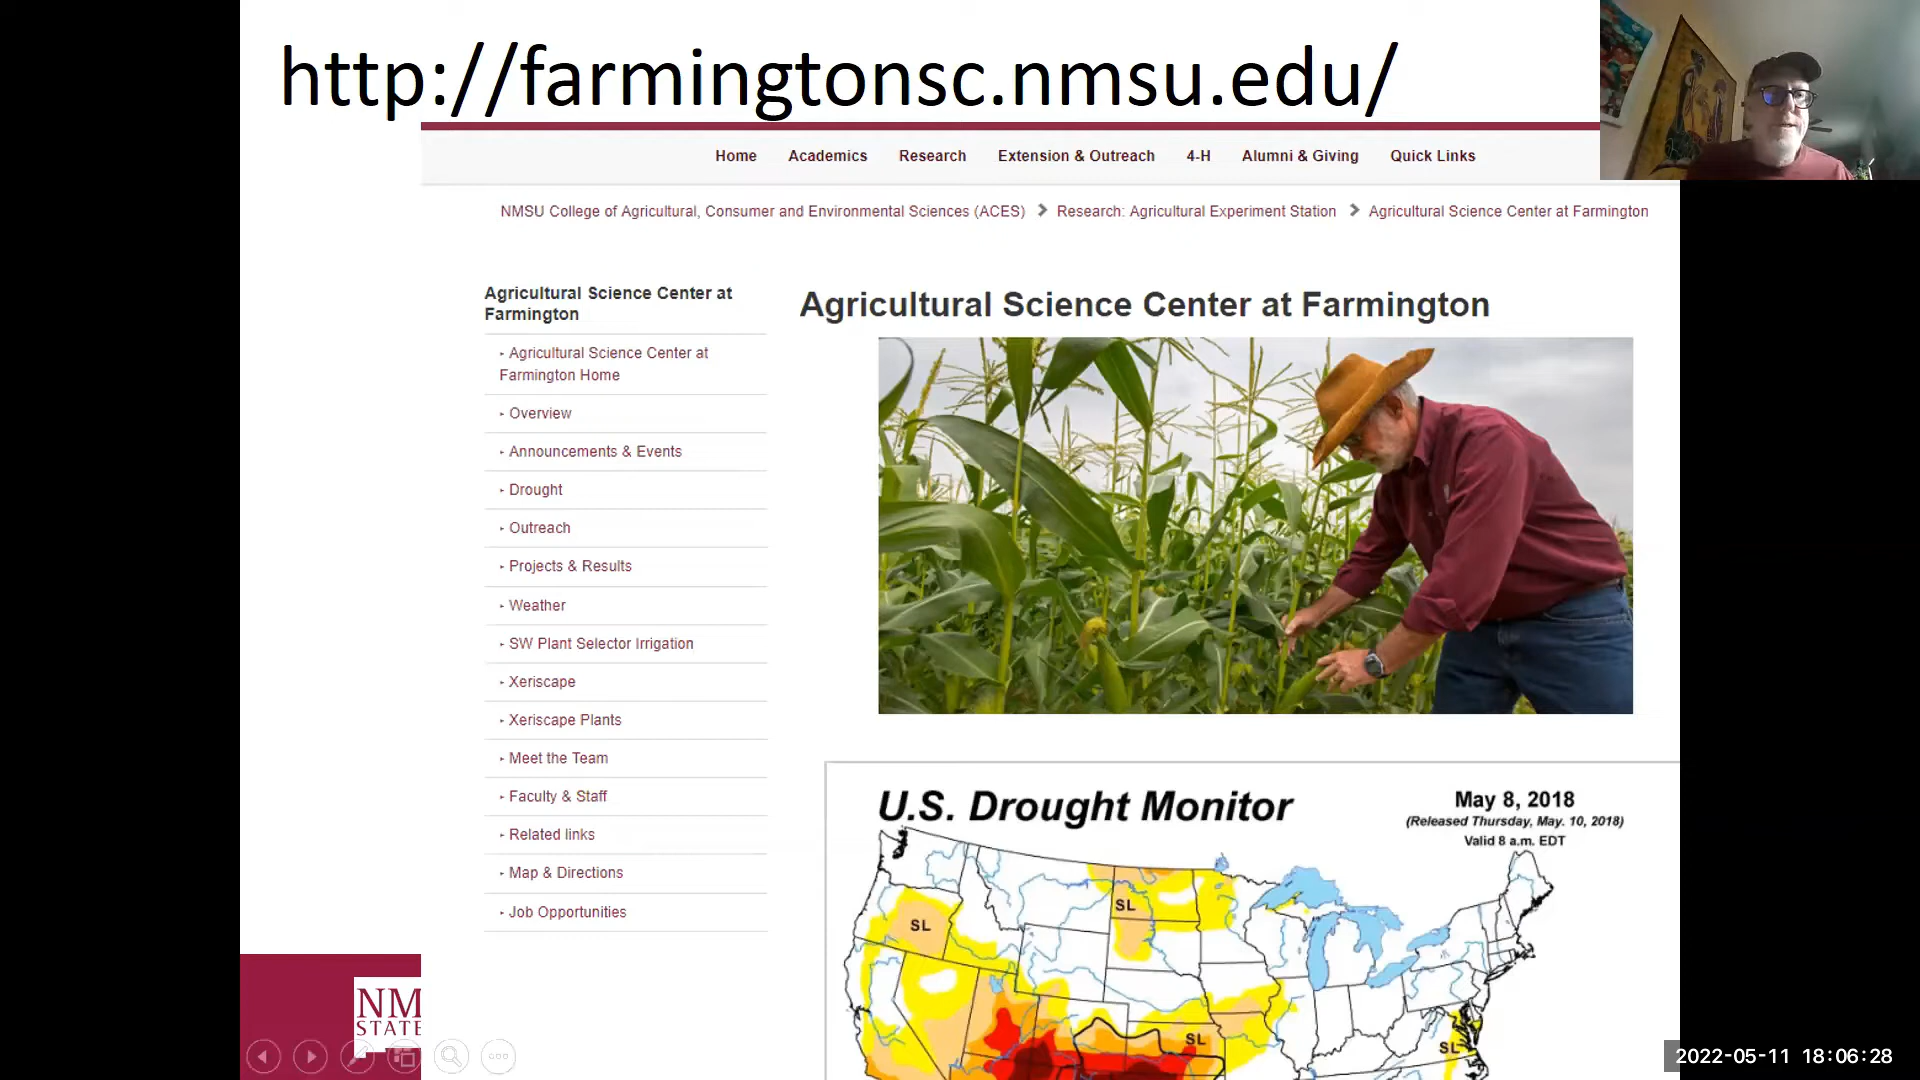 http://farmingtonsc.nmsu.edu/
Home Academics Research Extension & Outreach 4-H Alumni & Giving Quick Links
NMSU College of Agricultural, Consumer and Environmental Sciences (ACES) Research: Agricultural Experiment Station Agricultural Science Center at Farmington
Agricultural Science Center at
Farmington
Agricultural Science Center at
Farmington Home
Overview
Announcements & Events
Drought
Outreach
Projects & Results
Weather
SW Plant Selector Irrigation
Xeriscape
Xeriscape Plants
Meet the Team
Faculty & Staff
Related links
Map & Directions
Job Opportunities
Agricultural Science Center at Farmington
U.S. Drought Monitor
May 8, 2018
(Released Thursday, May. 10, 2018)
Valid 8 a.m. EDT
SL
SL
SL
SL
NM
STATE
2022-05-11 18:06:28